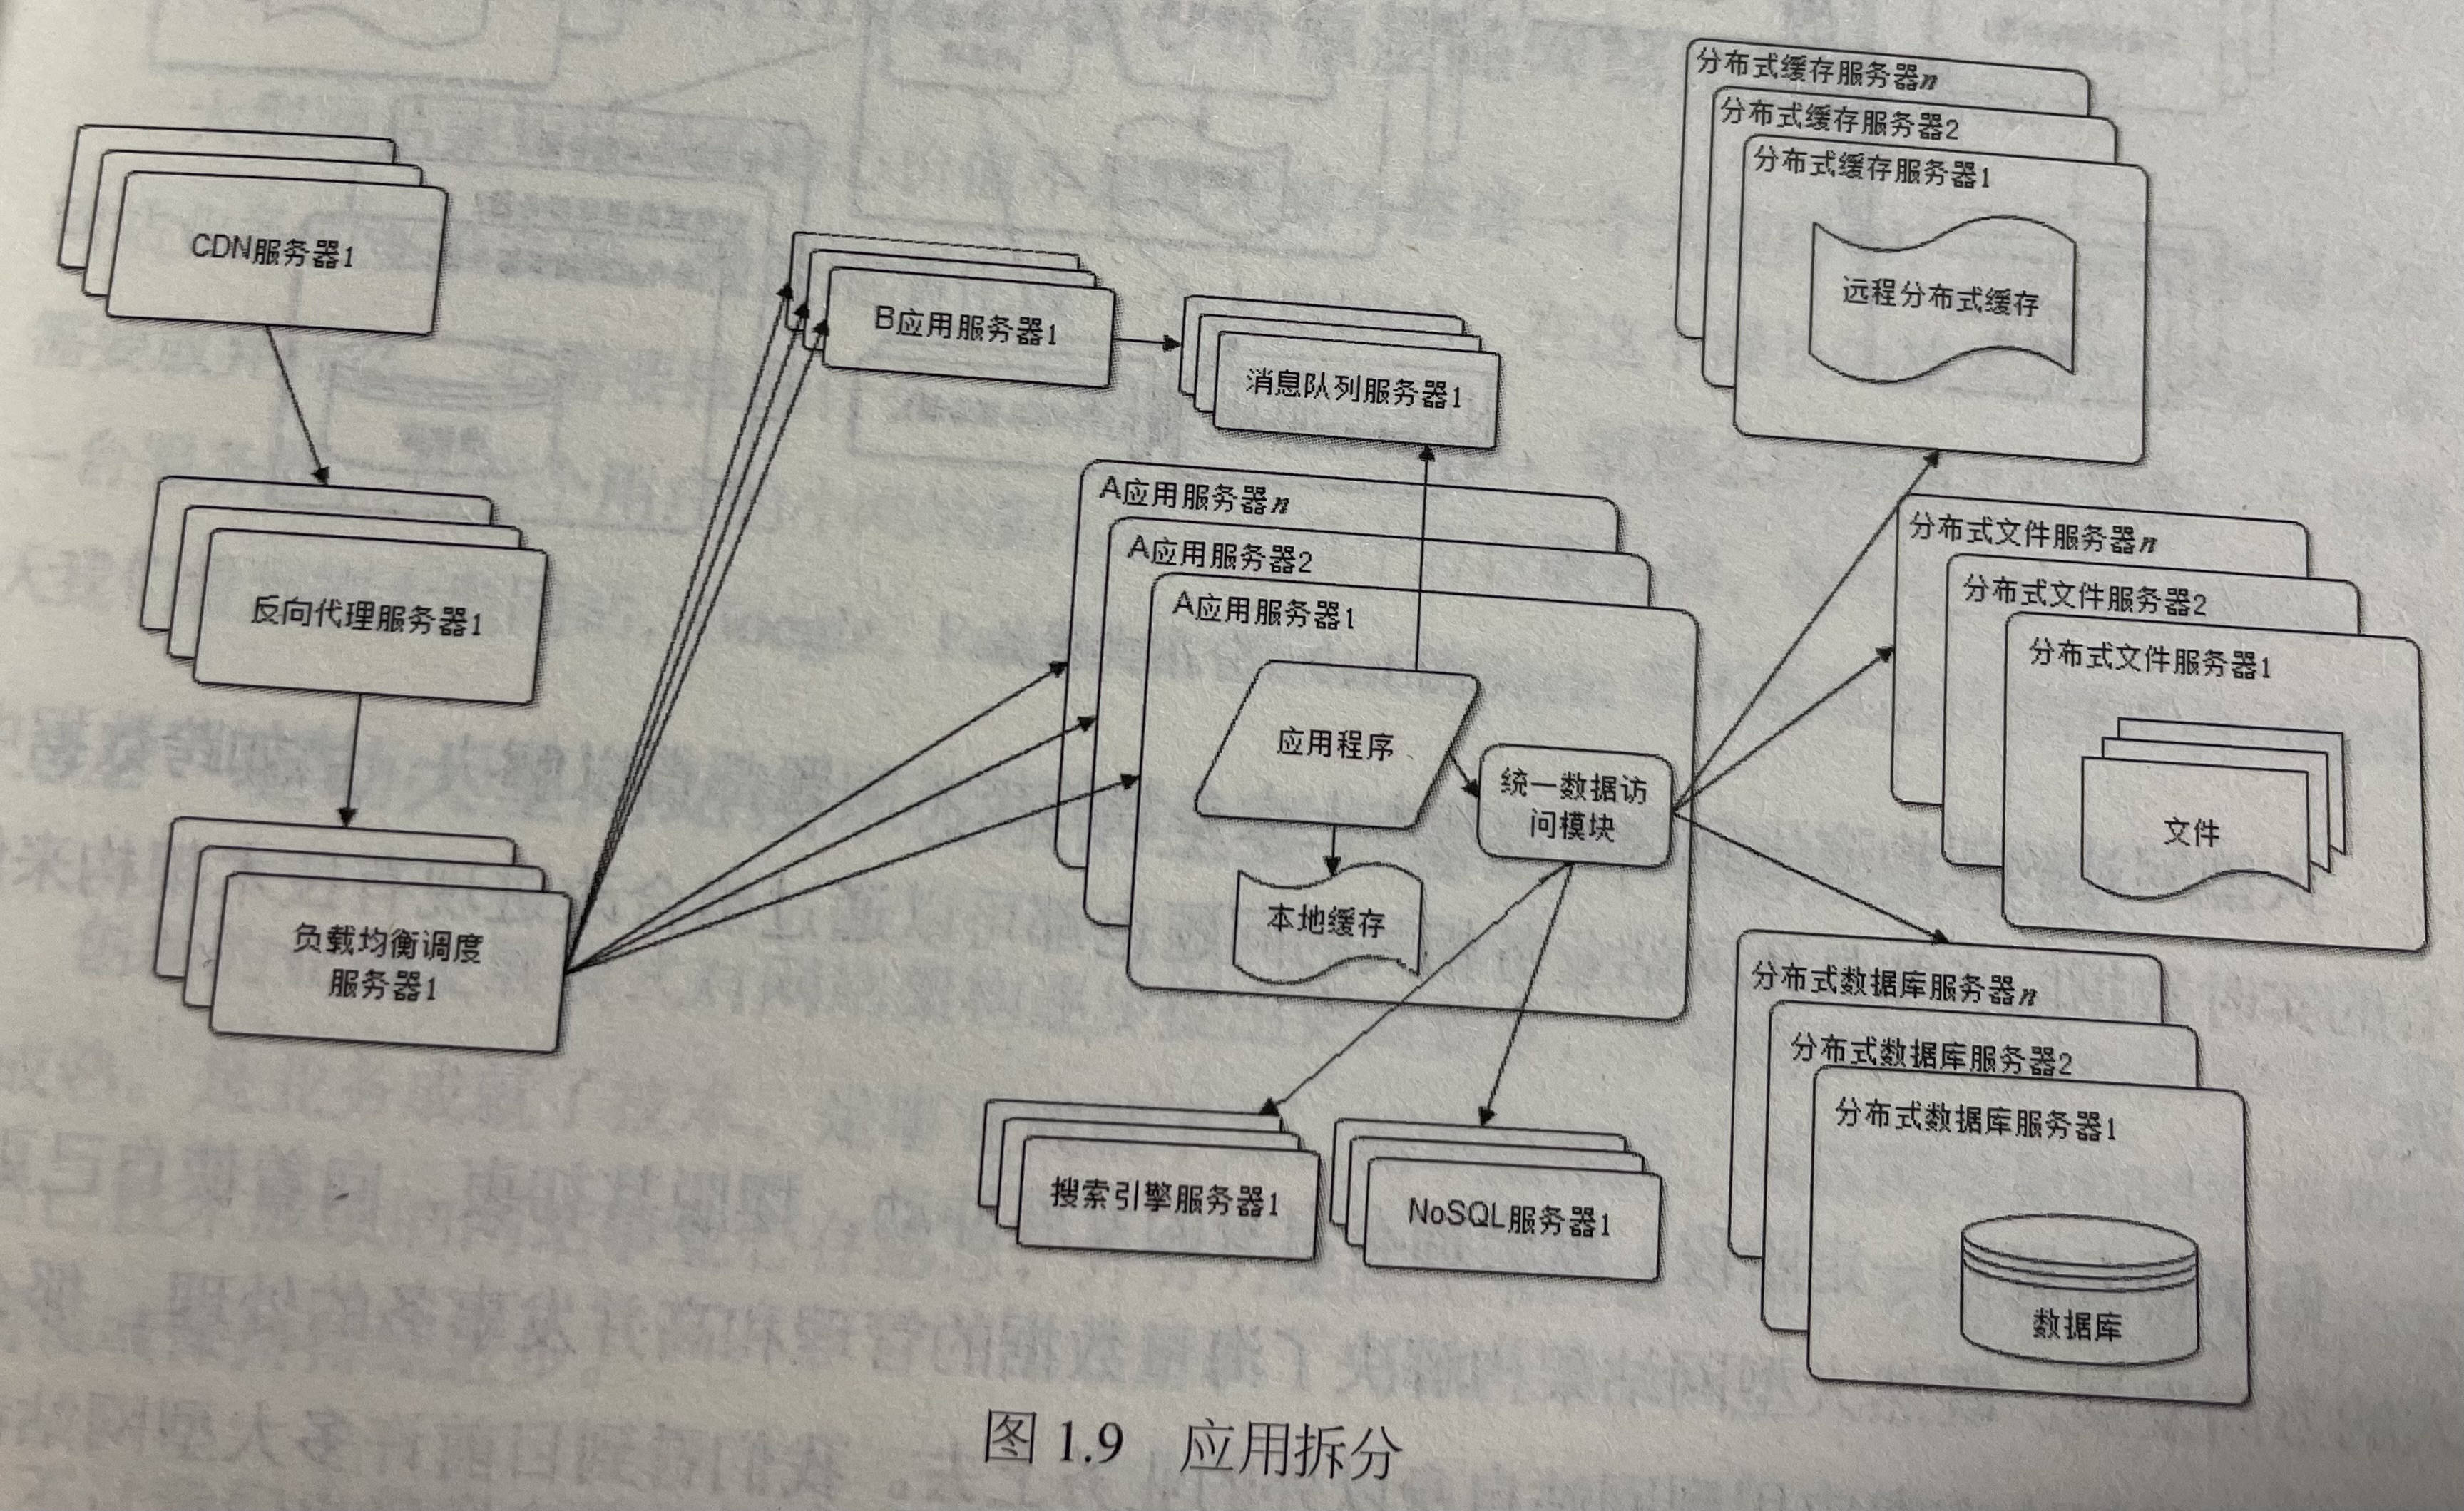 CDN服务器1
反向代理服务器1
负载均衡调度
服务器1
B应用服务器1
消息队列服务器1
A应用服务器n
A应用服务器2
A应用服务器1
应用程序
统一数据访
问模块
本地缓存
搜索引擎服务器1
NoSQL服务器1
分布式缓存服务器n
分布式缓存服务器2
分布式缓存服务器1
远程分布式缓存
分布式文件服务器n
分布式文件服务器2
分布式文件服务器1
文件
分布式数据库服务器n
分布式数据库服务器2
分布式数据库服务器1
数据库
图 1.9 应用拆分